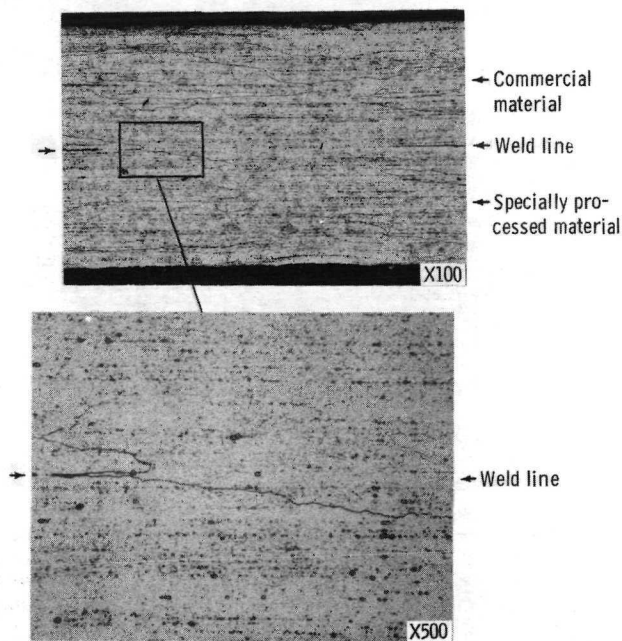 Commercial
material
Weld line
Specially pro-
cessed material
X100
Weld line
X500